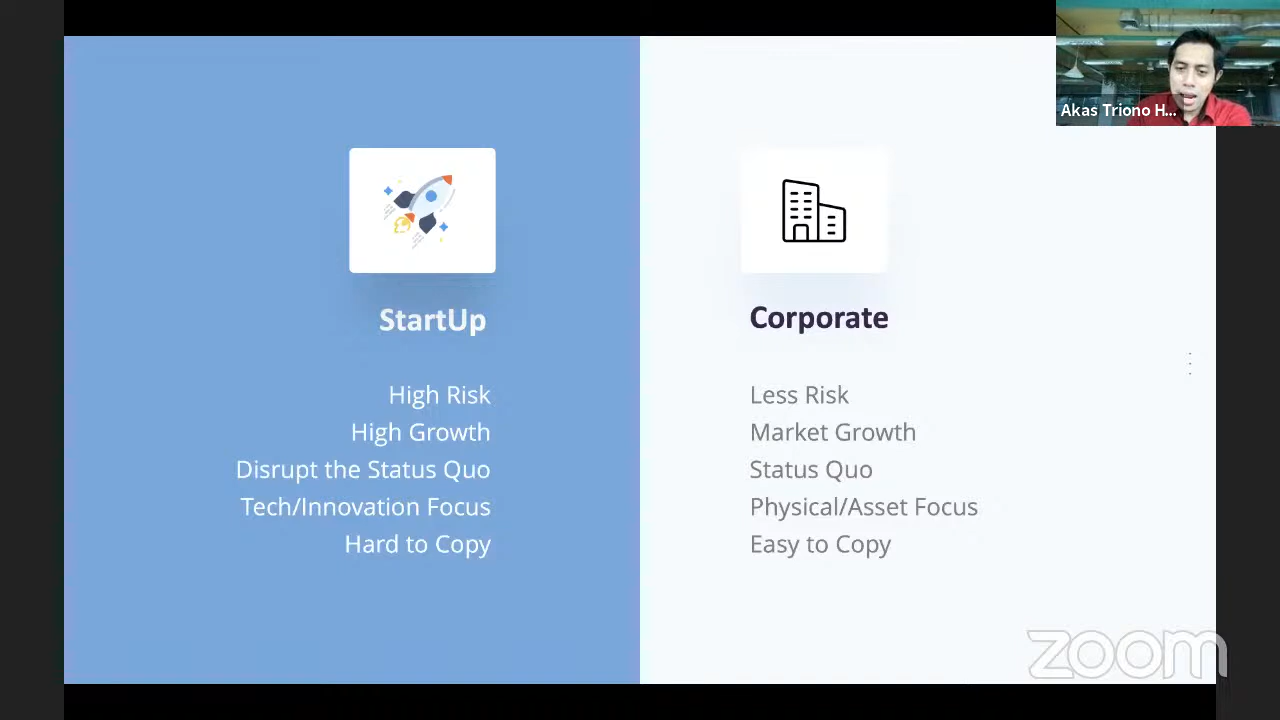 Akas Triono H...
StartUp
High Risk
High Growth
Disrupt the Status Quo
Tech/Innovation Focus
Hard to Copy
Corporate
Less Risk
Market Growth
Status Quo
Physical/Asset Focus
Easy to Copy
zoom